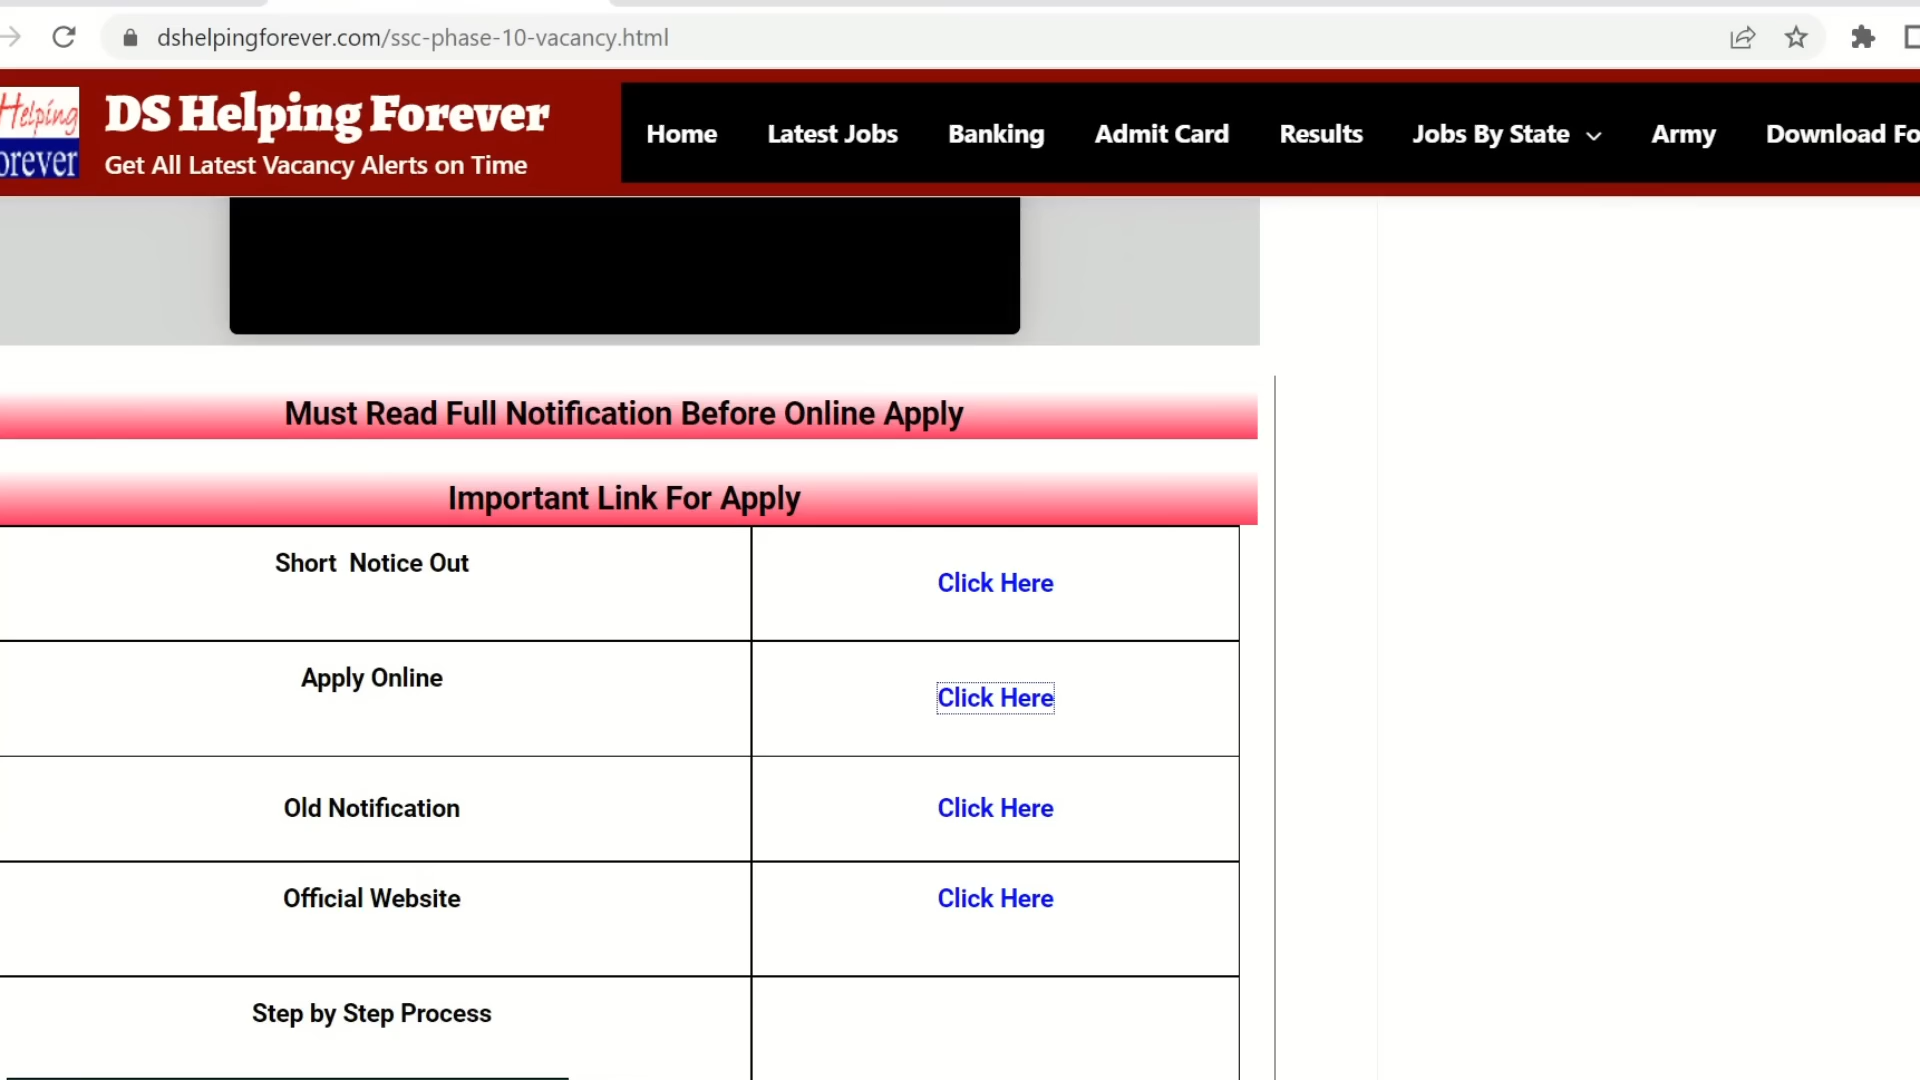 dshelpingforever.com/ssc-phase-10-vacancy.html
Helping
orever
DS Helping Forever
Get All Latest Vacancy Alerts on Time
Home Latest Jobs Banking Admit Card Results Jobs By State Army Download Fo
Must Read Full Notification Before Online Apply
Important Link For Apply
Short Notice Out Click Here
Apply Online Click Here
Old Notification Click Here
Official Website Click Here
Step by Step Process